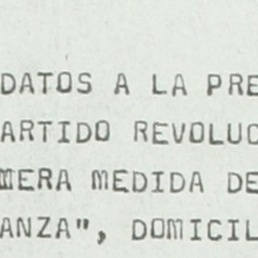 DATOS A LA PRE
ARTIDO REVOLUC
MERA MEDIDA DE
ANZA", DOMICIL